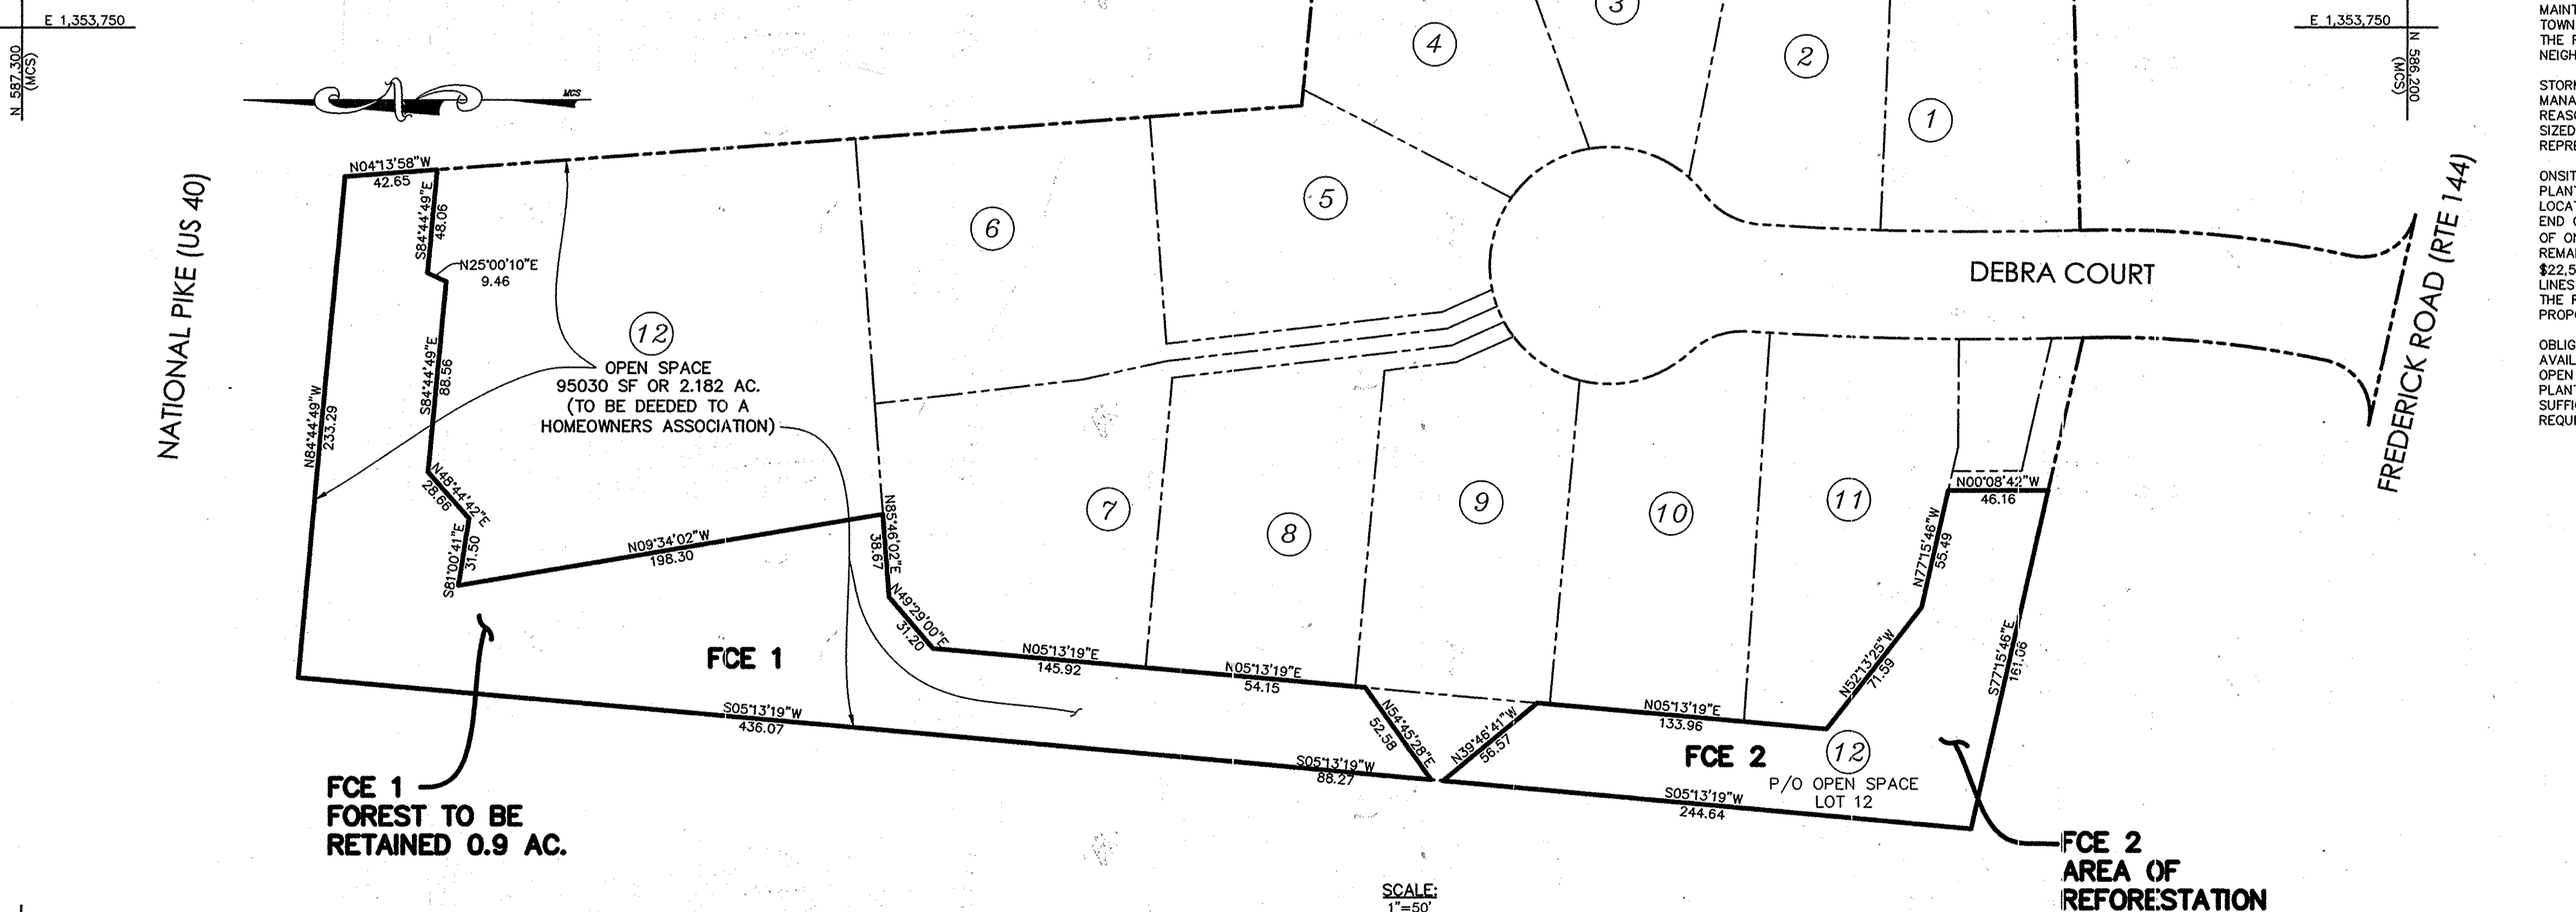 E 1,353,750
N 587,300
(MCS)
MCS
NATIONAL PIKE (US 40)
N04°13'58"W
42.65
S84°44'49"E
48.06
N25°00'10"E
9.46
S84°44'49"E
88.56
N84°44'49"W
233.29
N48°44'42"E
28.66
S81°00'41"E
31.50
N09°34'02"W
198.30
12
OPEN SPACE
95030 SF OR 2.182 AC.
(TO BE DEEDED TO A
HOMEOWNERS ASSOCIATION)
N85°46'02"E
38.67
N49°29'00"E
31.20
FCE 1
N05°13'19"E
145.92
N05°13'19"E
54.15
S05°13'19"W
436.07
S05°13'19"W
88.27
N54°45'28"E
52.58
N39°46'41"W
56.57
N05°13'19"E
133.96
FCE 2
12
P/O OPEN SPACE
LOT 12
S05°13'19"W
244.64
N52°13'25"W
71.59
N77°15'46"W
55.49
N00°08'42"W
46.16
S77°15'46"E
161.06
1
2
3
4
5
6
7
8
9
10
11
DEBRA COURT
FREDERICK ROAD (RTE 144)
E 1,353,750
N 586,200
(MCS)
FCE 1
FOREST TO BE
RETAINED 0.9 AC.
FCE 2
AREA OF
REFORESTATION
SCALE:
1"=50'
MAINT
TOWN
THE
NEIGH
STOR
MANA
REAS
SIZED
REPRE
ONSIT
PLANT
LOCAT
END
OF
REMA
$22,5
LINES
THE
PROP
OBLIG
AVAIL
OPEN
PLANT
SUFFI
REQUI